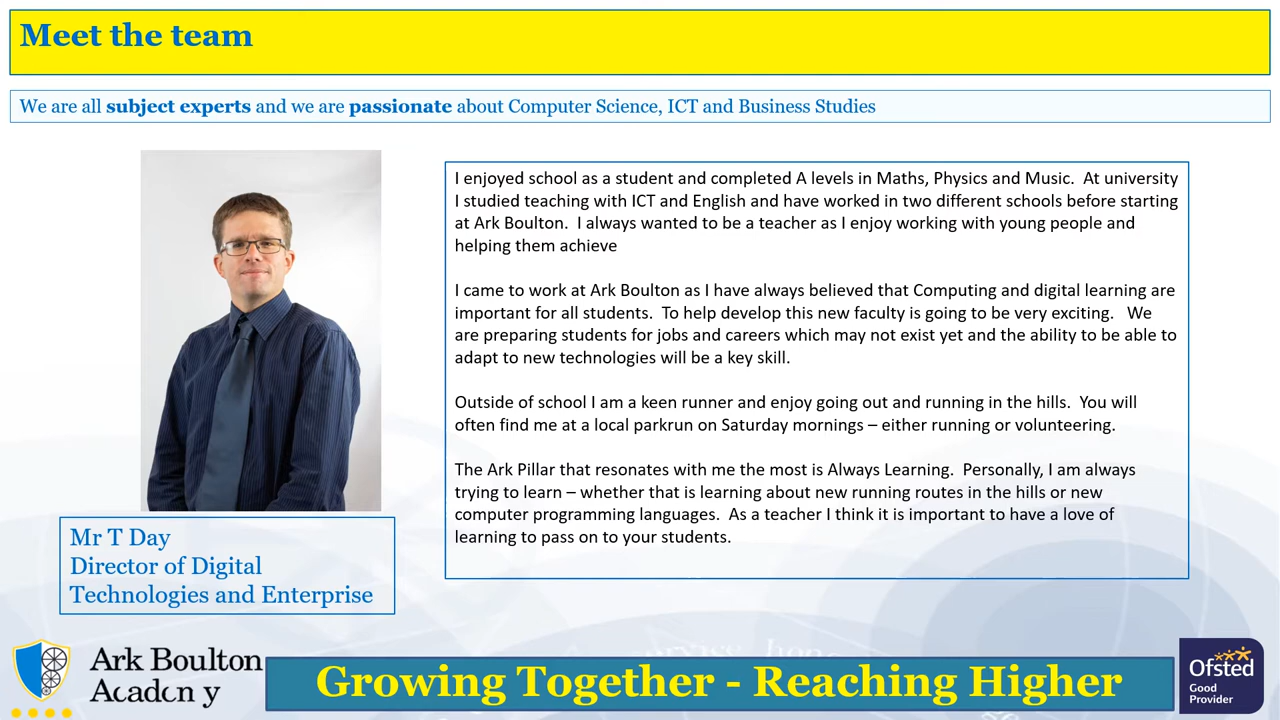 Meet the team
We are all subject experts and we are passionate about Computer Science, ICT and Business Studies
I enjoyed school as a student and completed A levels in Maths, Physics and Music. At university
I studied teaching with ICT and English and have worked in two different schools before starting
at Ark Boulton. I always wanted to be a teacher as I enjoy working with young people and
helping them achieve
I came to work at Ark Boulton as I have always believed that Computing and digital learning are
important for all students. To help develop this new faculty is going to be very exciting. We
are preparing students for jobs and careers which may not exist yet and the ability to be able to
adapt to new technologies will be a key skill.
Outside of school I am a keen runner and enjoy going out and running in the hills. You will
often find me at a local parkrun on Saturday mornings – either running or volunteering.
The Ark Pillar that resonates with me the most is Always Learning. Personally, I am always
trying to learn – whether that is learning about new running routes in the hills or new
computer programming languages. As a teacher I think it is important to have a love of
learning to pass on to your students.
Mr T Day
Director of Digital
Technologies and Enterprise
Ark Boulton
Academy
Growing Together - Reaching Higher
Ofsted
Good
Provider